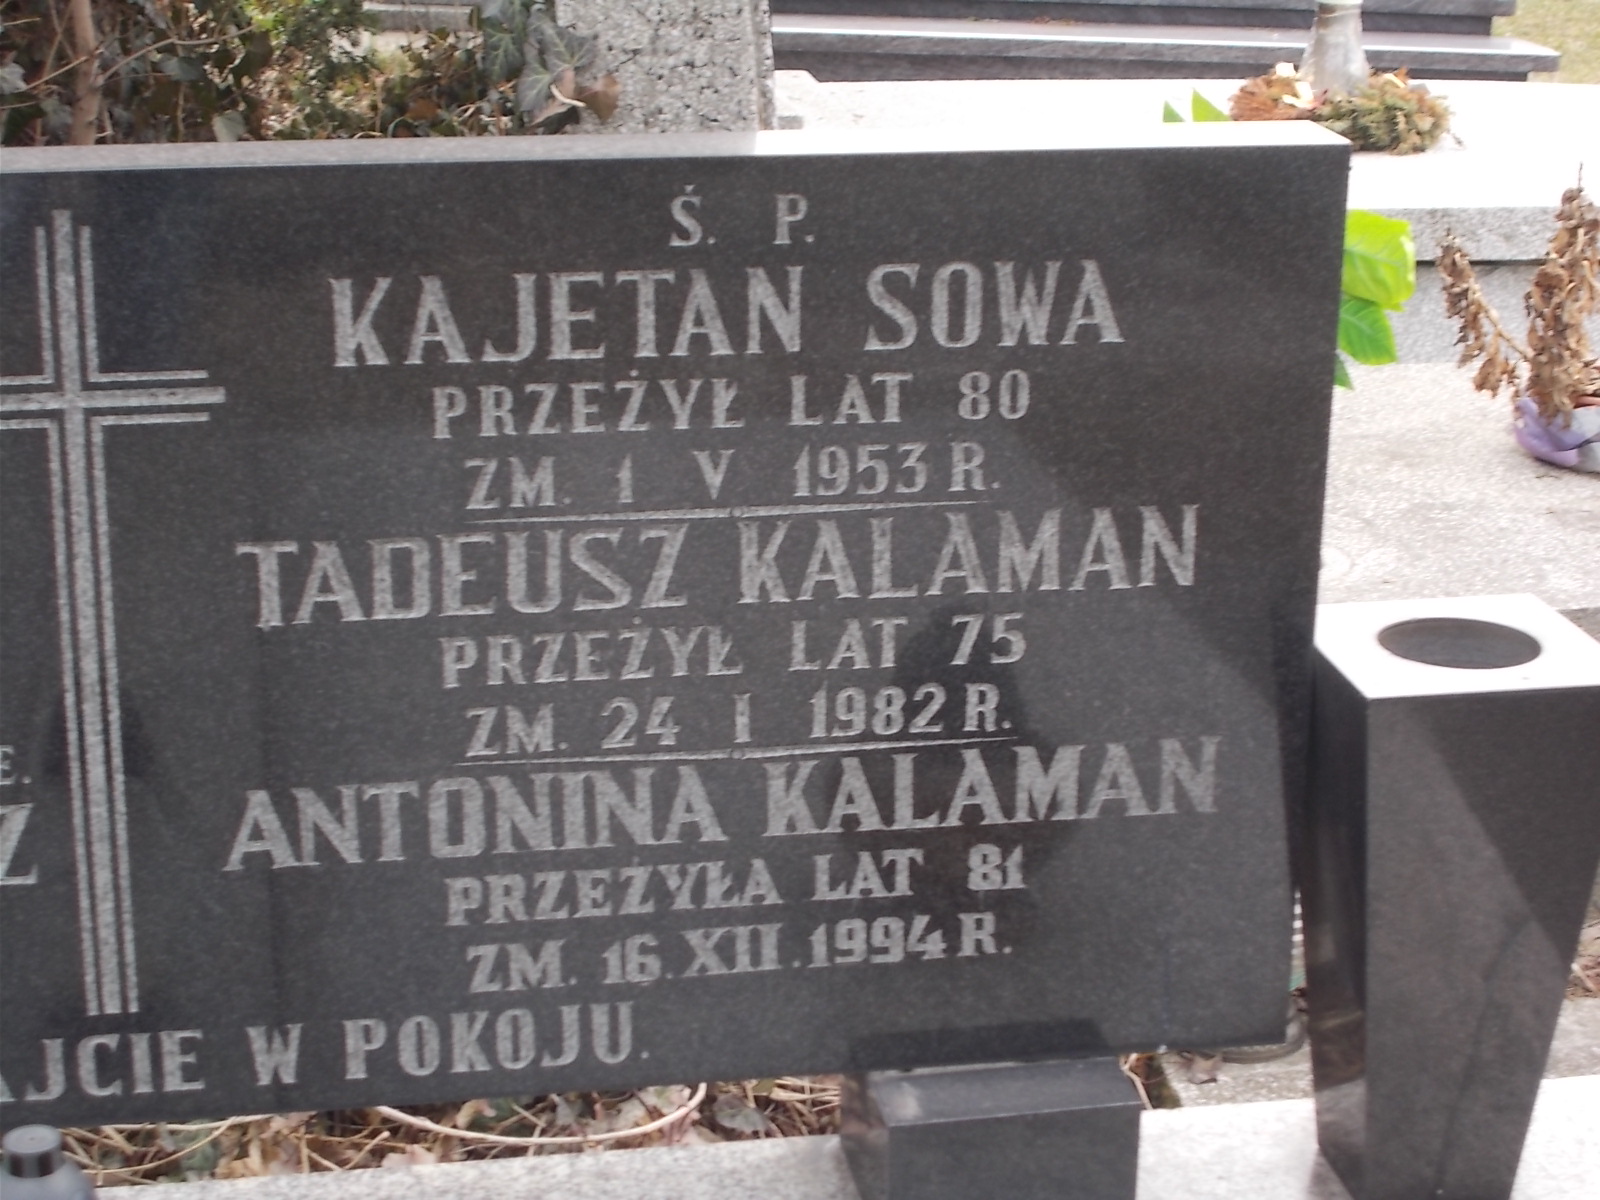 Ś. P.
KAJETAN SOWA
PRZEŻYŁ LAT 80
ZM. 1 V 1953 R.
TADEUSZ KALAMAN
PRZEŻYŁ LAT 75
ZM. 24 I 1982 R.
ANTONINA KALAMAN
PRZEŻYŁA LAT 81
ZM. 16.XII.1994 R.
AJCIE W POKOJU.
E.
Z